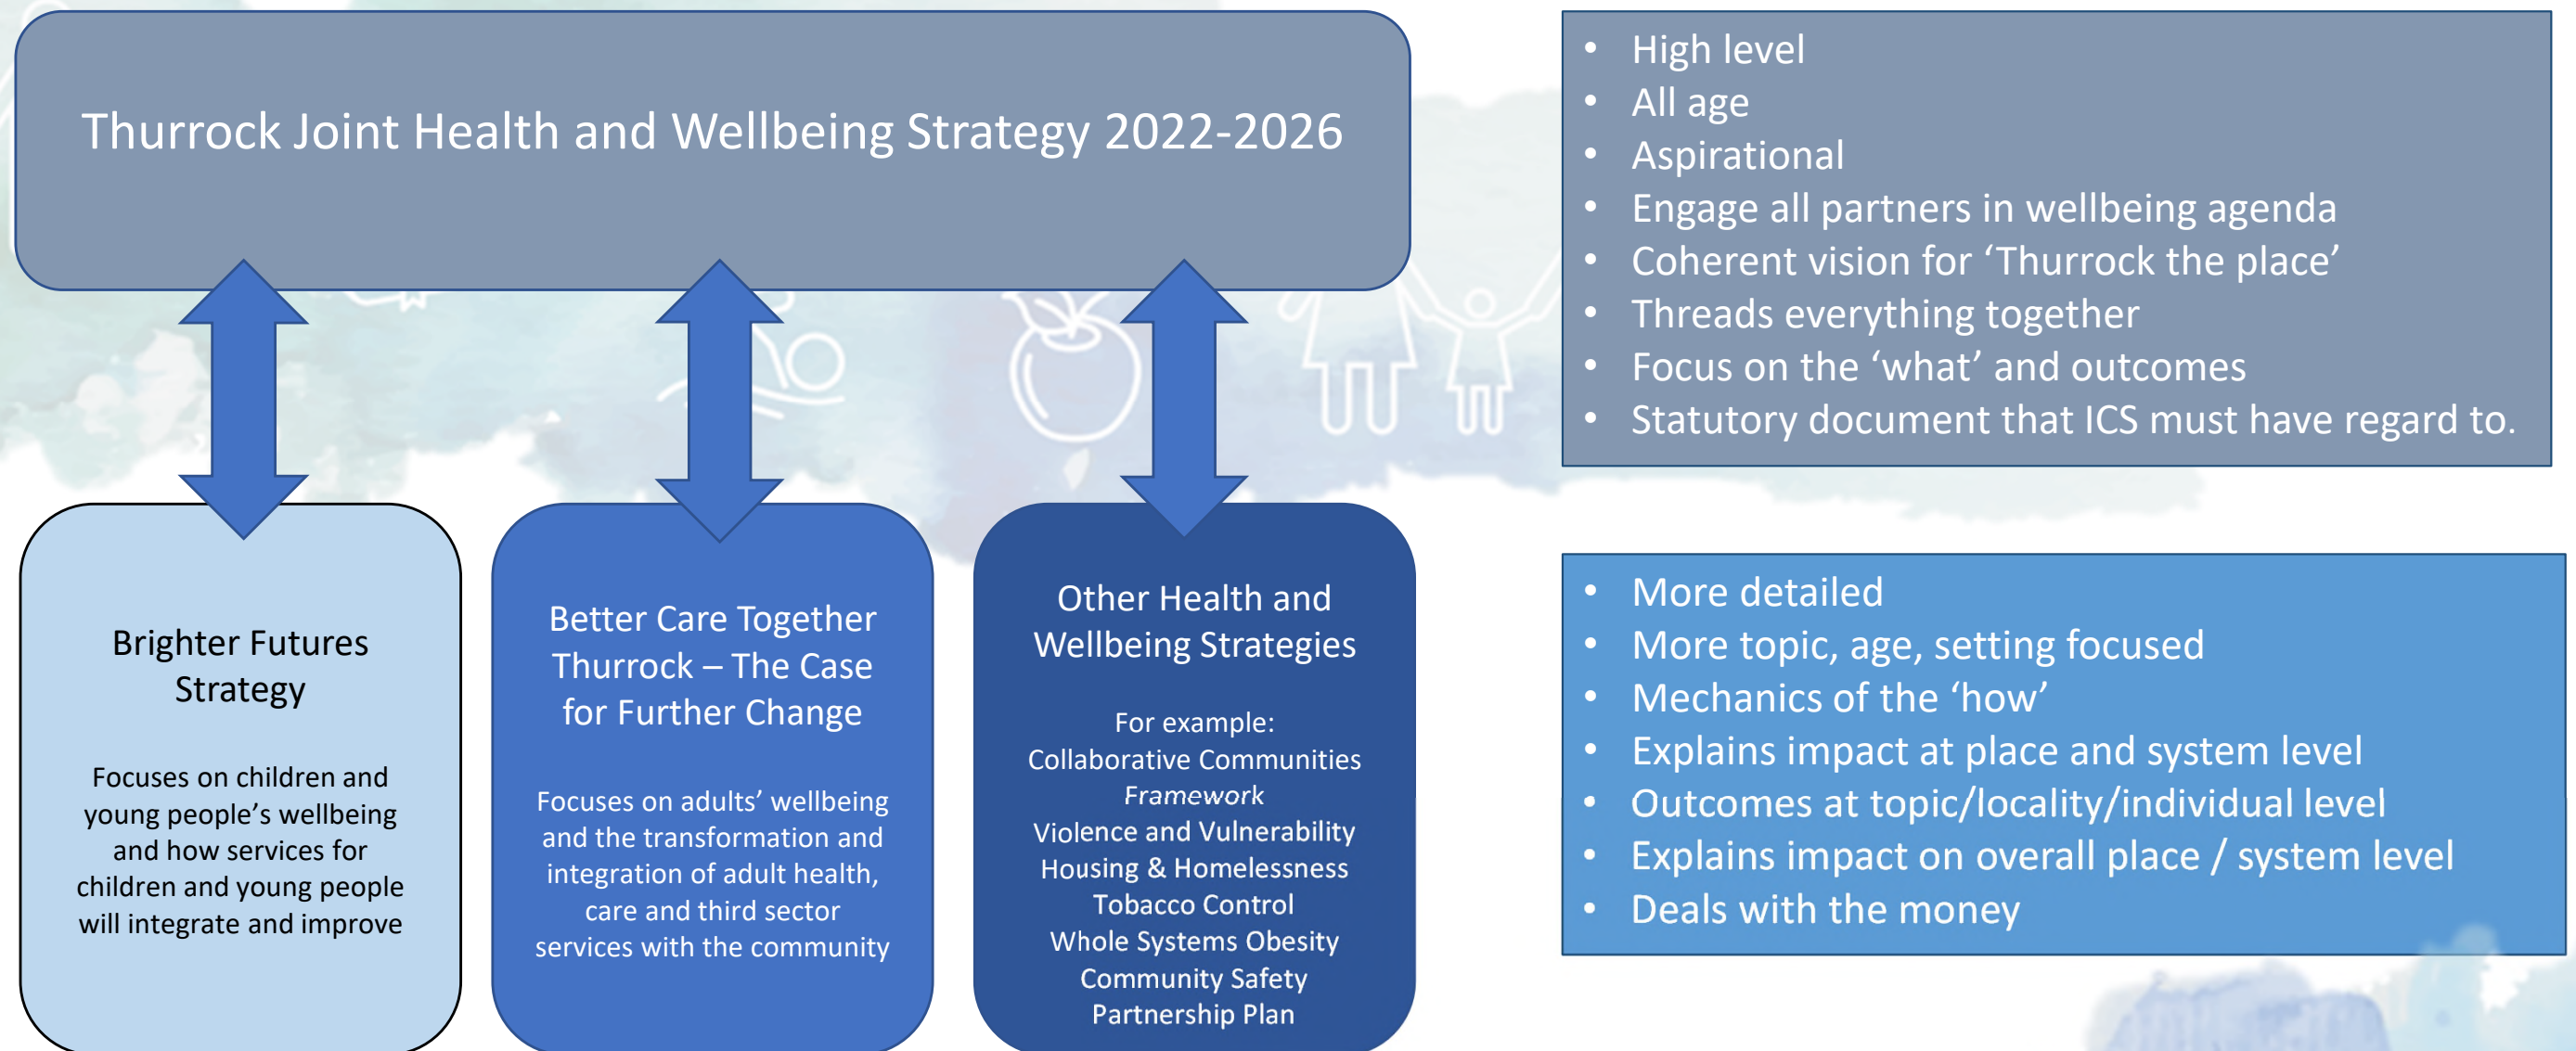 Thurrock Joint Health and Wellbeing Strategy 2022-2026
• High level
• All age
• Aspirational
• Engage all partners in wellbeing agenda
• Coherent vision for ‘Thurrock the place’
• Threads everything together
• Focus on the ‘what’ and outcomes
• Statutory document that ICS must have regard to.
Brighter Futures
Strategy
Focuses on children and
young people’s wellbeing
and how services for
children and young people
will integrate and improve
Better Care Together
Thurrock – The Case
for Further Change
Focuses on adults’ wellbeing
and the transformation and
integration of adult health,
care and third sector
services with the community
Other Health and
Wellbeing Strategies
For example:
Collaborative Communities
Framework
Violence and Vulnerability
Housing & Homelessness
Tobacco Control
Whole Systems Obesity
Community Safety
Partnership Plan
• More detailed
• More topic, age, setting focused
• Mechanics of the ‘how’
• Explains impact at place and system level
• Outcomes at topic/locality/individual level
• Explains impact on overall place / system level
• Deals with the money